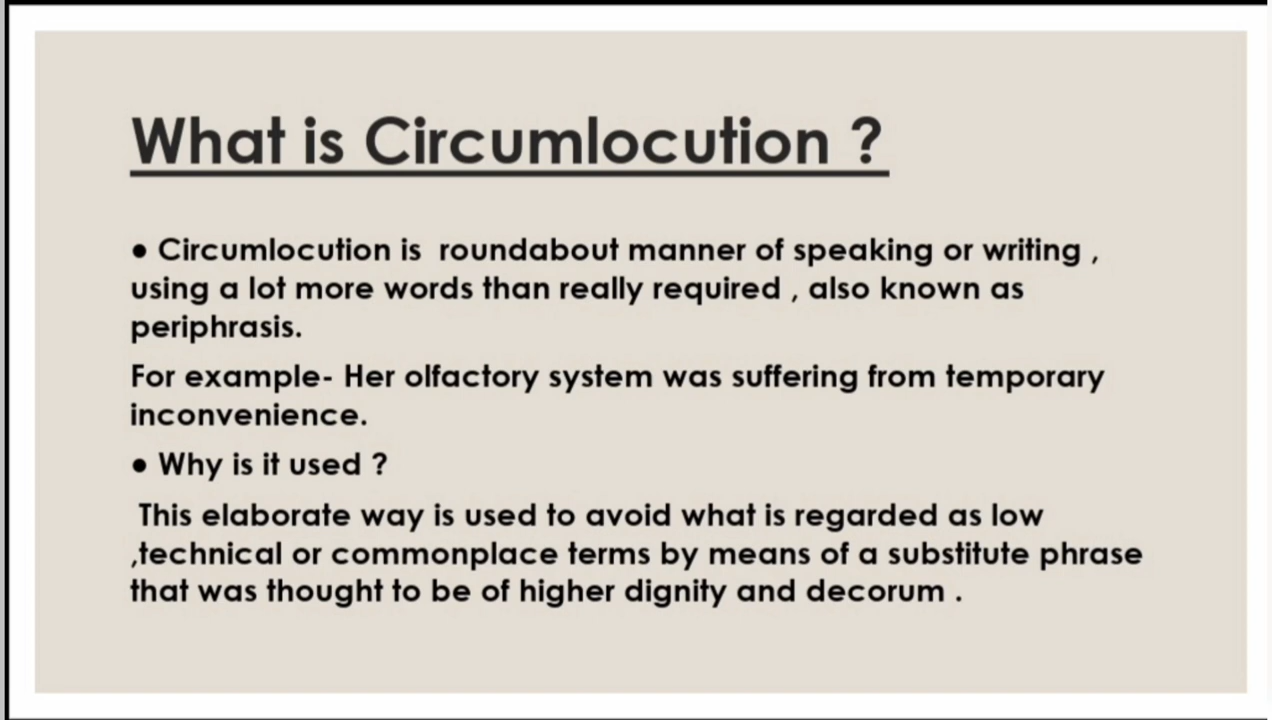 What is Circumlocution ?
● Circumlocution is  roundabout manner of speaking or writing ,
using a lot more words than really required , also known as
periphrasis.
For example- Her olfactory system was suffering from temporary
inconvenience.
● Why is it used ?
This elaborate way is used to avoid what is regarded as low
,technical or commonplace terms by means of a substitute phrase
that was thought to be of higher dignity and decorum .